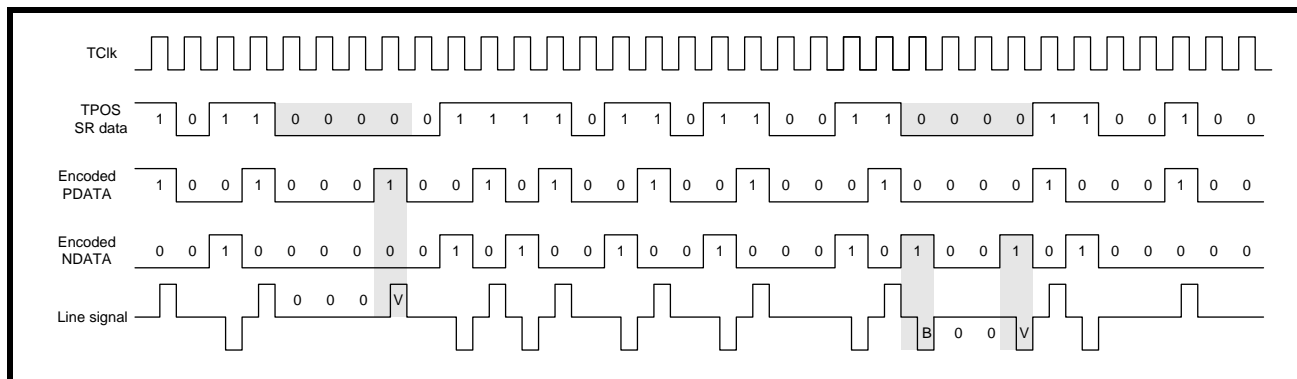 TClk
TPOS
SR data
1 0 1 1 0 0 0 0 0 1 1 1 1 0 1 1 0 1 1 0 0 1 1 0 0 0 0 1 1 0 0 1 0 0
Encoded
PDATA
1 0 0 1 0 0 0 1 0 0 1 0 1 0 0 1 0 0 1 0 0 0 1 0 0 0 0 1 0 0 0 1 0 0
Encoded
NDATA
0 0 1 0 0 0 0 0 0 1 0 1 0 0 1 0 0 1 0 0 0 1 0 1 0 0 1 0 1 0 0 0 0 0
Line signal
0 0 0 V
B 0 0 V